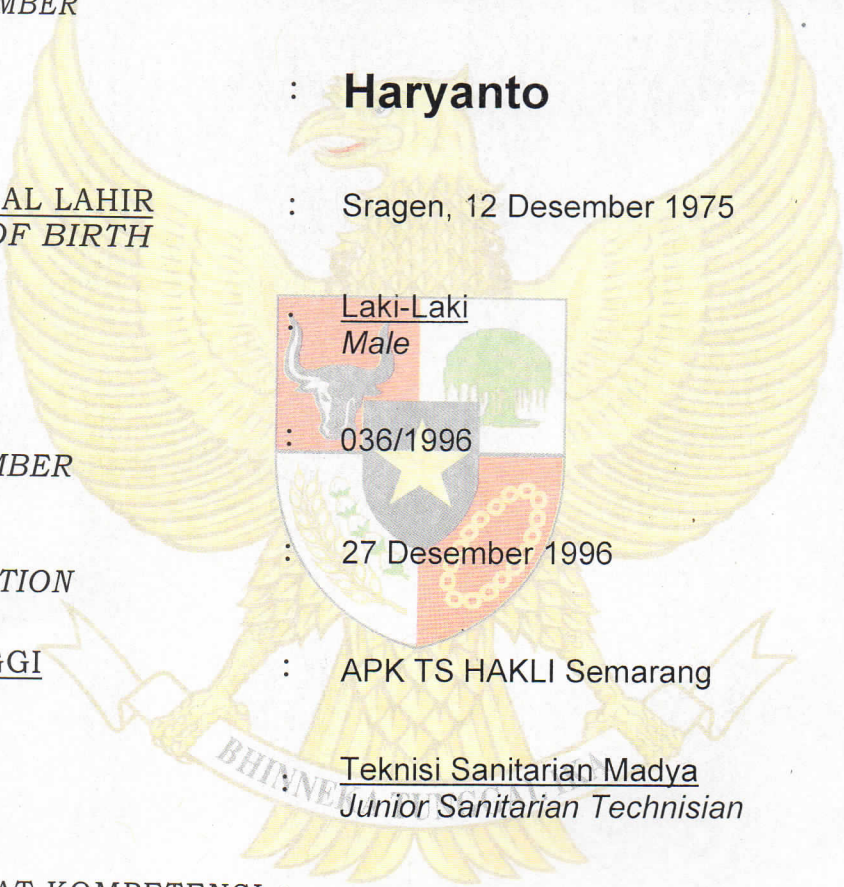 MBER
: Haryanto
AL LAHIR : Sragen, 12 Desember 1975
OF BIRTH
: Laki-Laki
Male
: 036/1996
MBER
: 27 Desember 1996
TION
GGI : APK TS HAKLI Semarang
: Teknisi Sanitarian Madya
Junior Sanitarian Technisian
BHINNEKA TUNGGAL IKA
AT KOMPETENSI